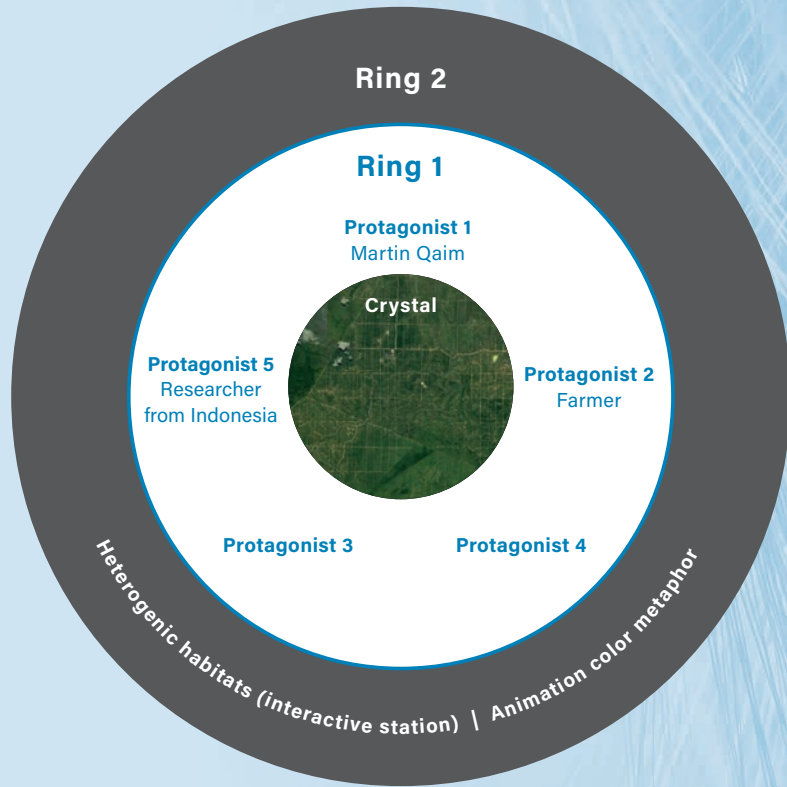 Ring 2
Ring 1
Protagonist 1
Martin Qaim
Crystal
Protagonist 5
Researcher
from Indonesia
Protagonist 2
Farmer
Protagonist 3
Protagonist 4
Heterogenic habitats (interactive station) | Animation color metaphor